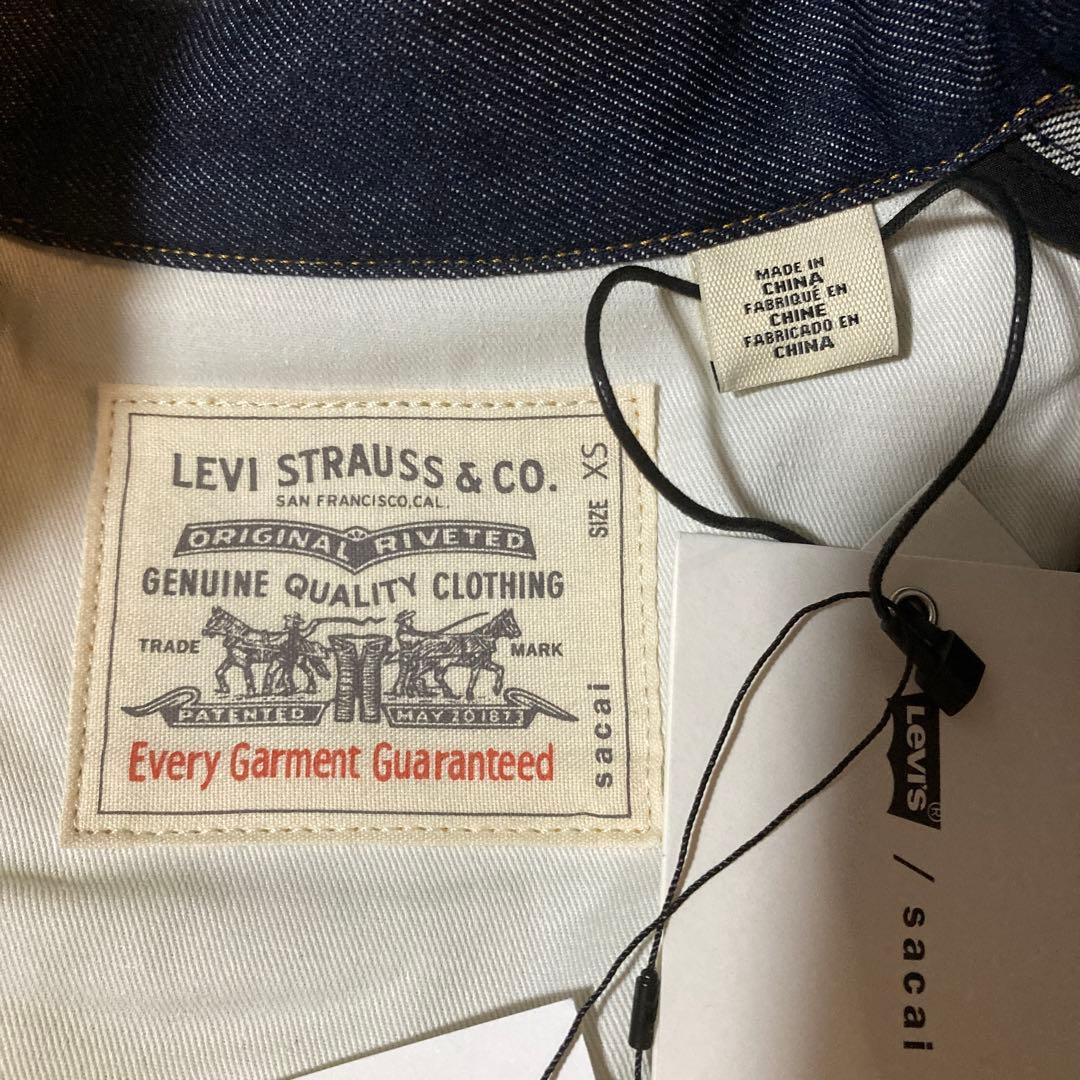 MADE IN
CHINA
FABRIQUÉ EN
CHINE
FABRICADO EN
CHINA
LEVI STRAUSS & CO.
SAN FRANCISCO, CAL.
ORIGINAL RIVETED
GENUINE QUALITY CLOTHING
TRADE MARK
PATENTED MAY 20 1873
Every Garment Guaranteed
SIZE XS
sacai
LEVI'S® / sacai